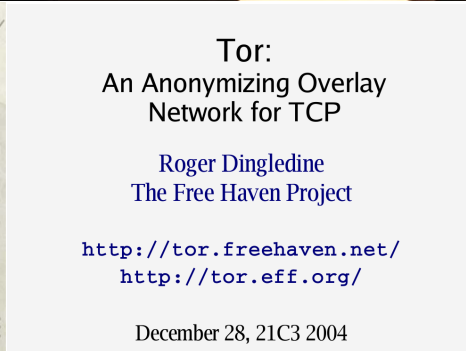 Tor:
An Anonymizing Overlay
Network for TCP
Roger Dingledine
The Free Haven Project
http://tor.freehaven.net/
http://tor.eff.org/
December 28, 21C3 2004